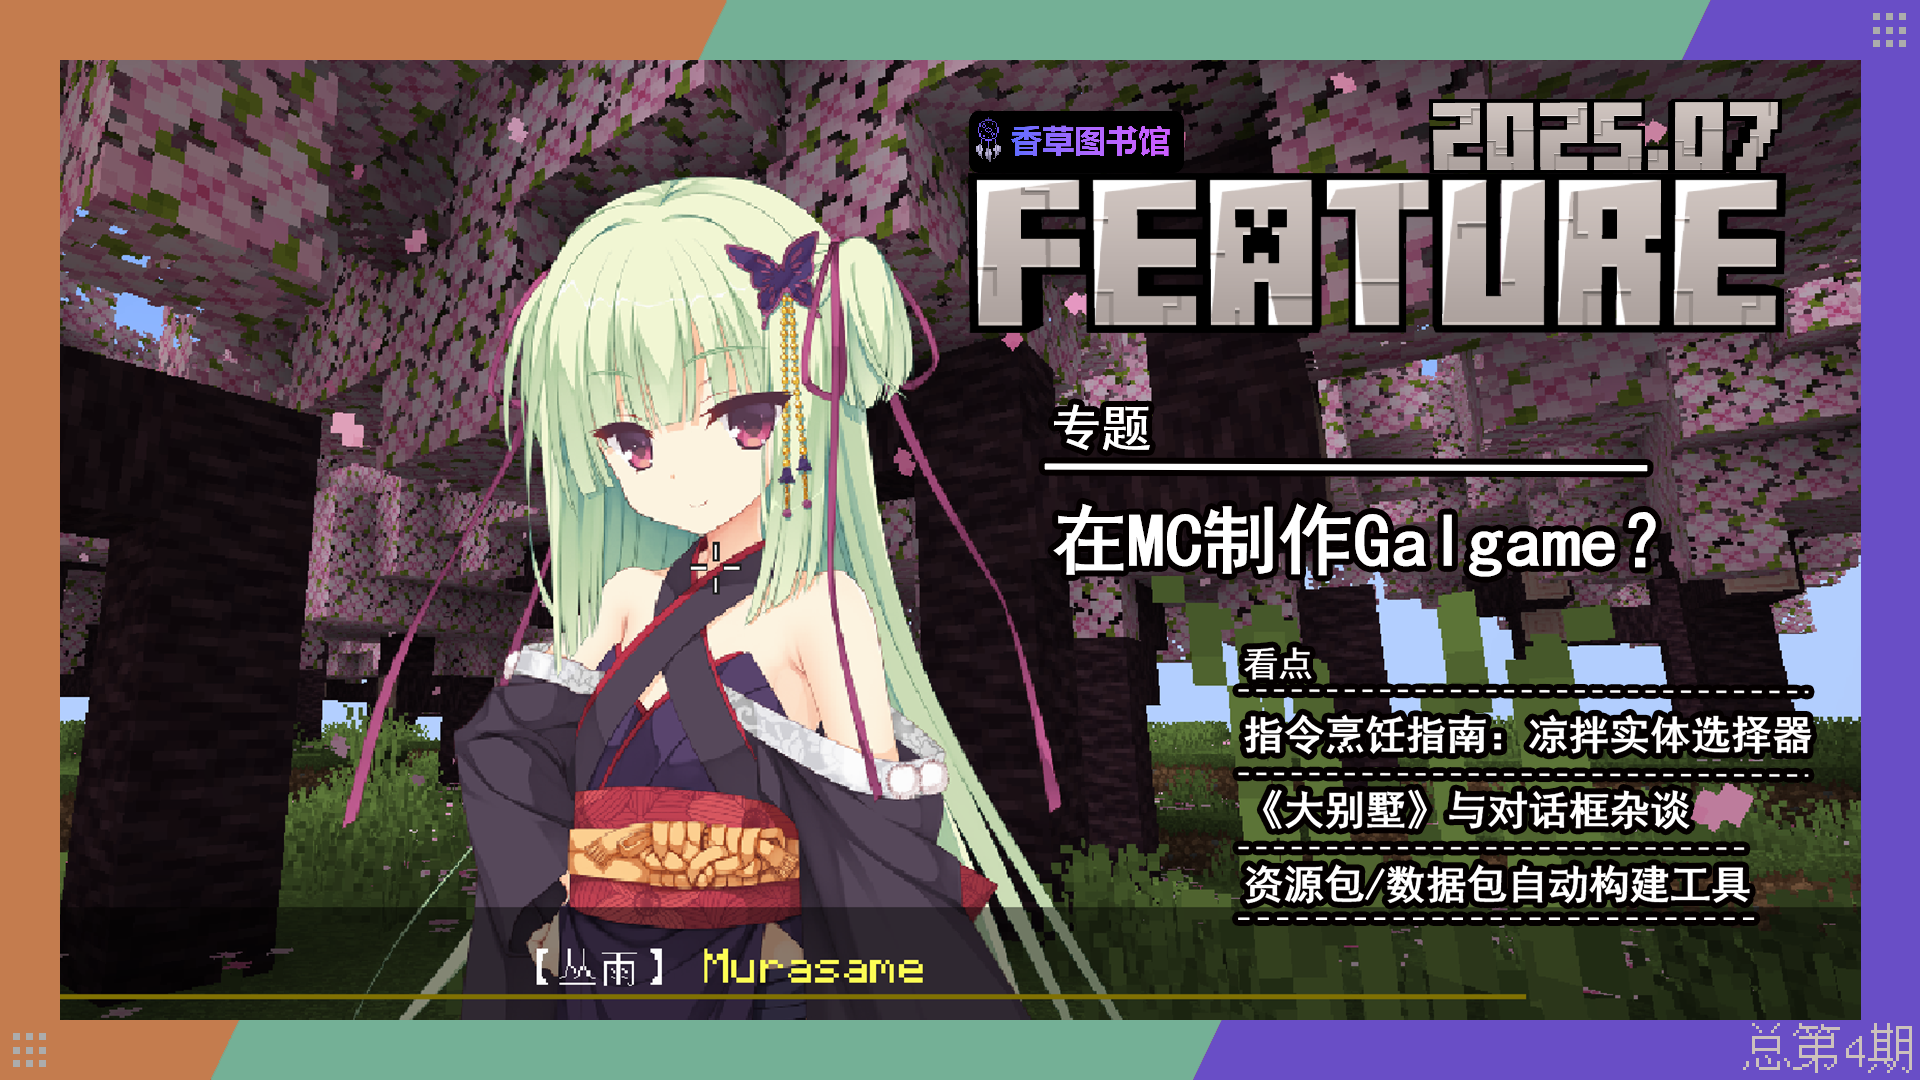 香草图书馆
2025.07
FEATURE
专题
在MC制作Galgame？
看点
指令烹饪指南：凉拌实体选择器
《大别墅》与对话框杂谈
资源包/数据包自动构建工具
【丛雨】 Murasame
总第4期